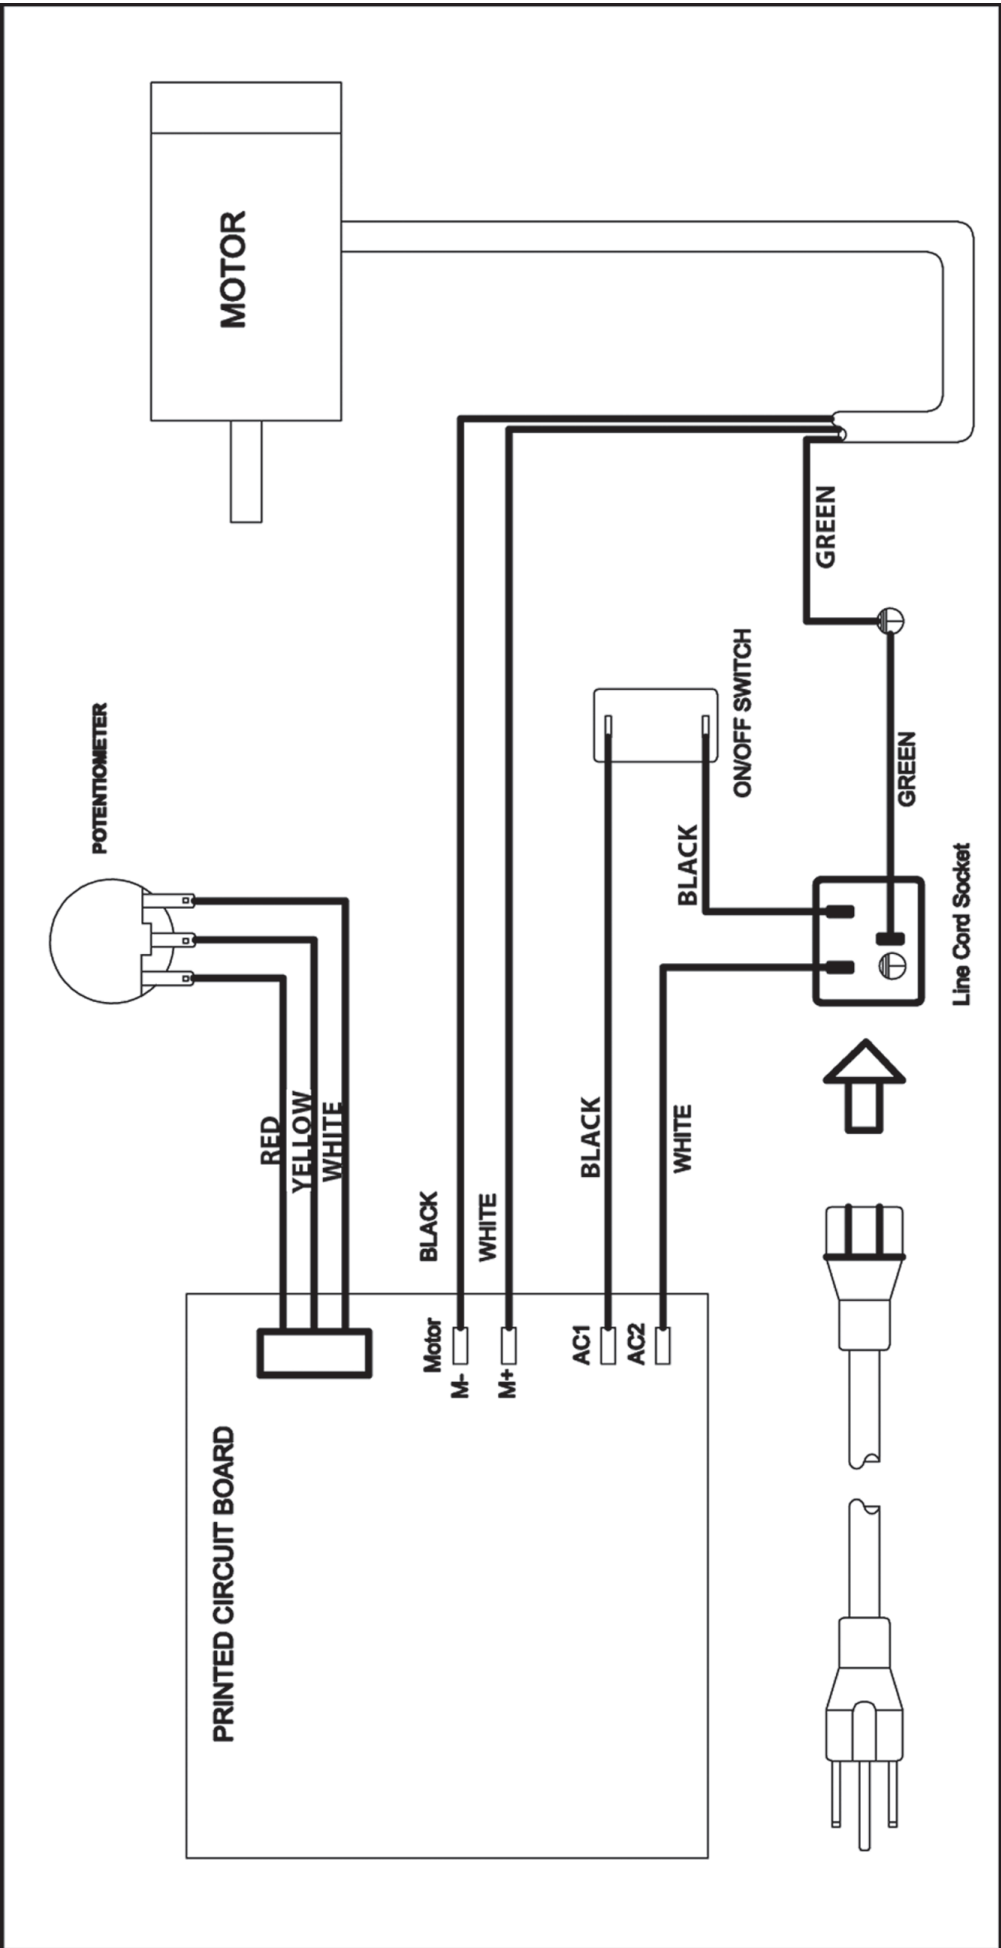 MOTOR
POTENTIOMETER
GREEN
ON/OFF SWITCH
GREEN
BLACK
Line Cord Socket
RED
YELLOW
WHITE
BLACK
WHITE
BLACK
WHITE
Motor
M-
M+
AC1
AC2
PRINTED CIRCUIT BOARD